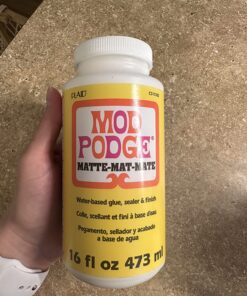 PLAID
MOD
PODGE®
MATTE-MAT-MATE
Water-based glue, sealer & finish
Colle, scellant et fini à base d'eau
Pegamento, sellador y acabado
a base de agua
16 fl oz 473 ml